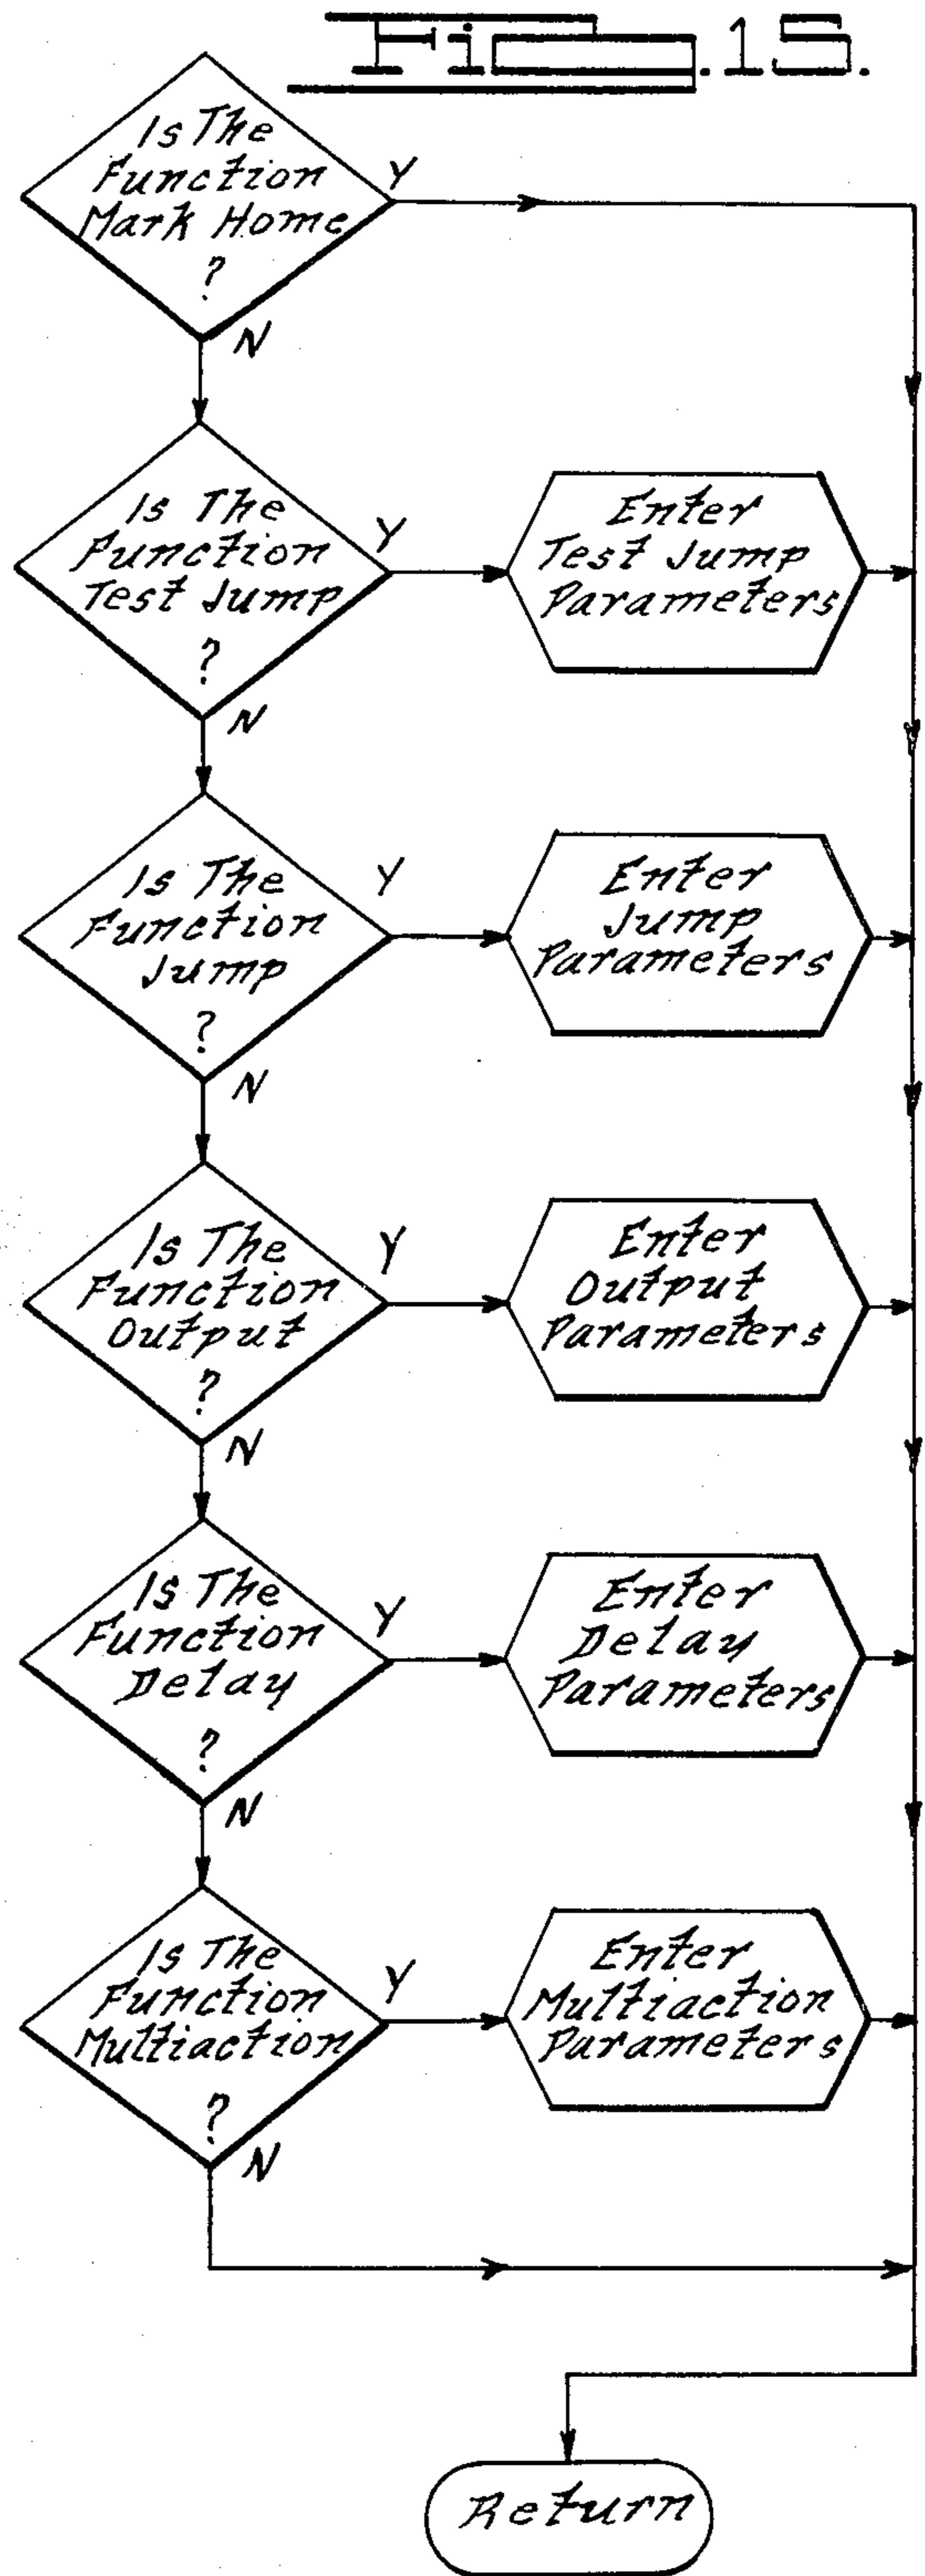 Fig. 15.
Is The
Function
Mark Home
?
Y
N
Is The
Function
Test Jump
?
Y
N
Enter
Test Jump
Parameters
Is The
Function
Jump
?
Y
N
Enter
Jump
Parameters
Is The
Function
Output
?
Y
N
Enter
Output
Parameters
Is The
Function
Delay
?
Y
N
Enter
Delay
Parameters
Is The
Function
Multiaction
?
Y
N
Enter
Multiaction
Parameters
Return